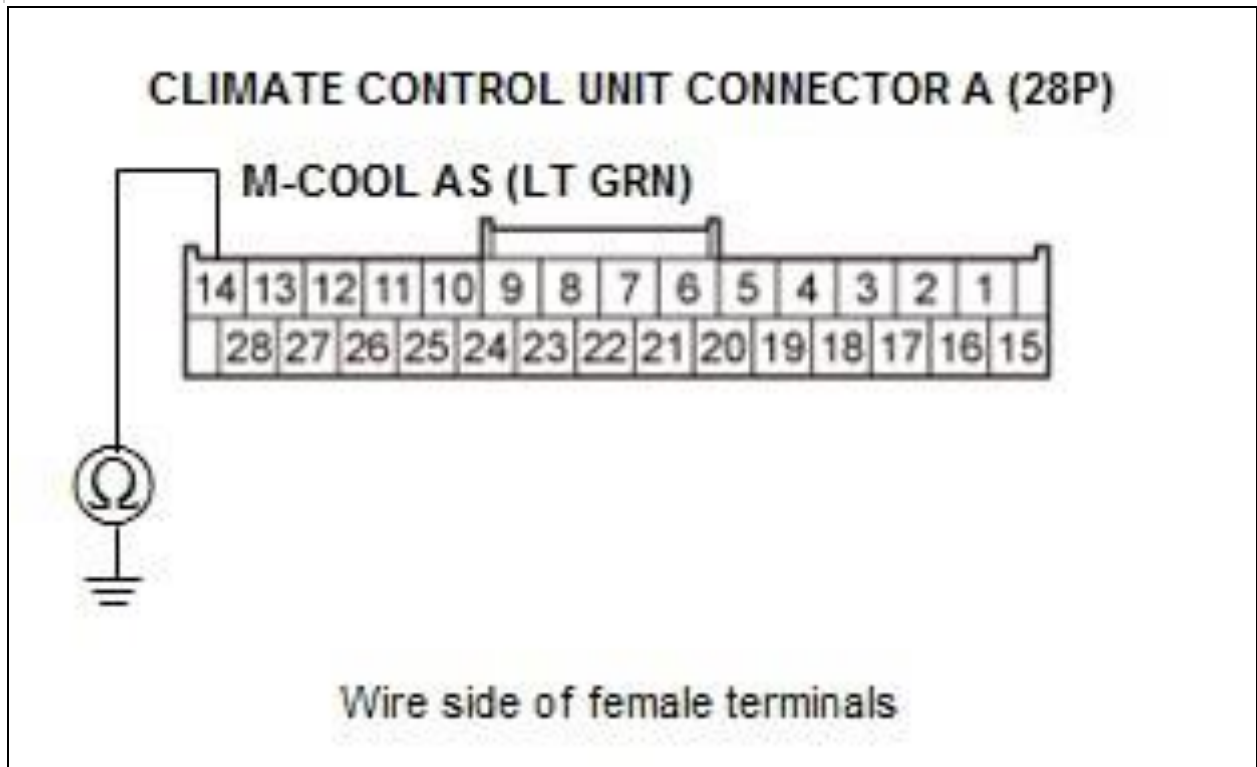 CLIMATE CONTROL UNIT CONNECTOR A (28P)
M-COOL AS (LT GRN)
14 13 12 11 10 9 8 7 6 5 4 3 2 1
28 27 26 25 24 23 22 21 20 19 18 17 16 15
Ω
Wire side of female terminals